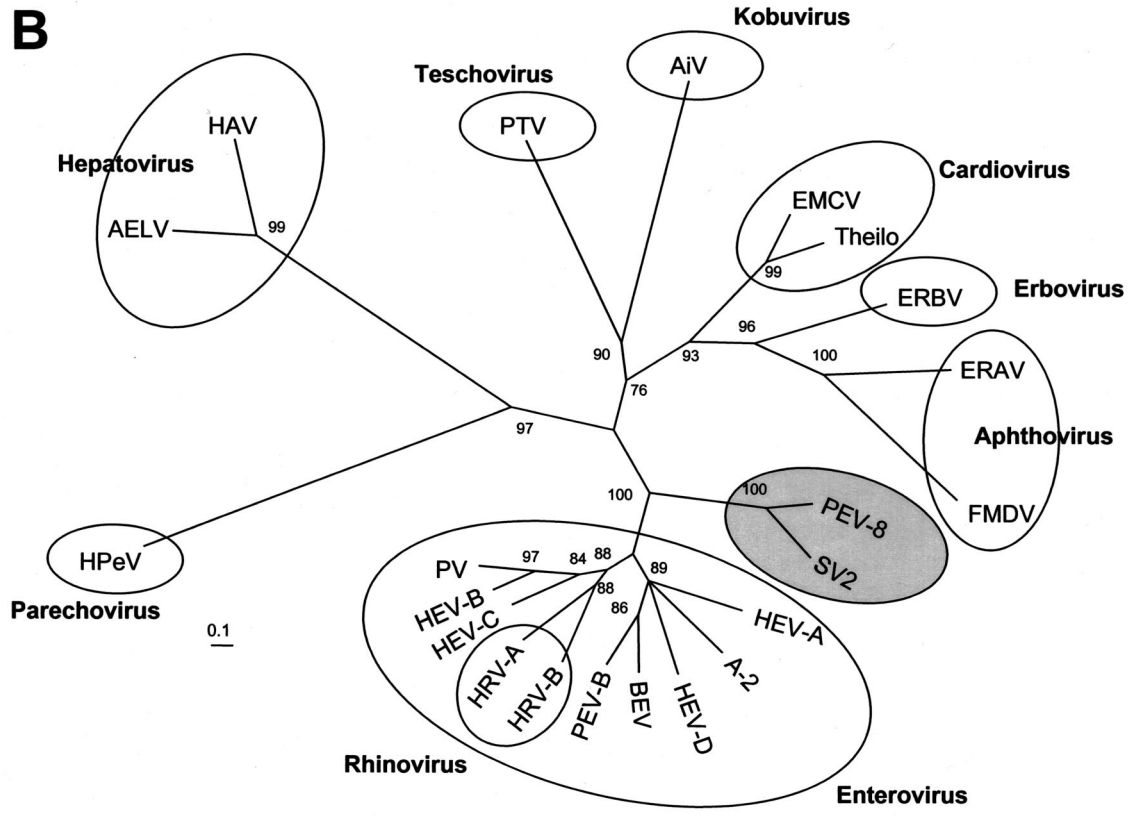 B
Kobuvirus
AiV
Teschovirus
PTV
HAV
Hepatovirus
AELV
99
Cardiovirus
EMCV
Theilo
99
Erbovirus
ERBV
96
90
93
100
ERAV
76
Aphthovirus
97
FMDV
100
100
PEV-8
SV2
HPeV
Parechovirus
0.1
PV
97
84
88
89
HEV-B
HEV-C
88
86
HEV-A
HRV-A
HRV-B
PEV-B
BEV
HEV-D
A-2
Rhinovirus
Enterovirus